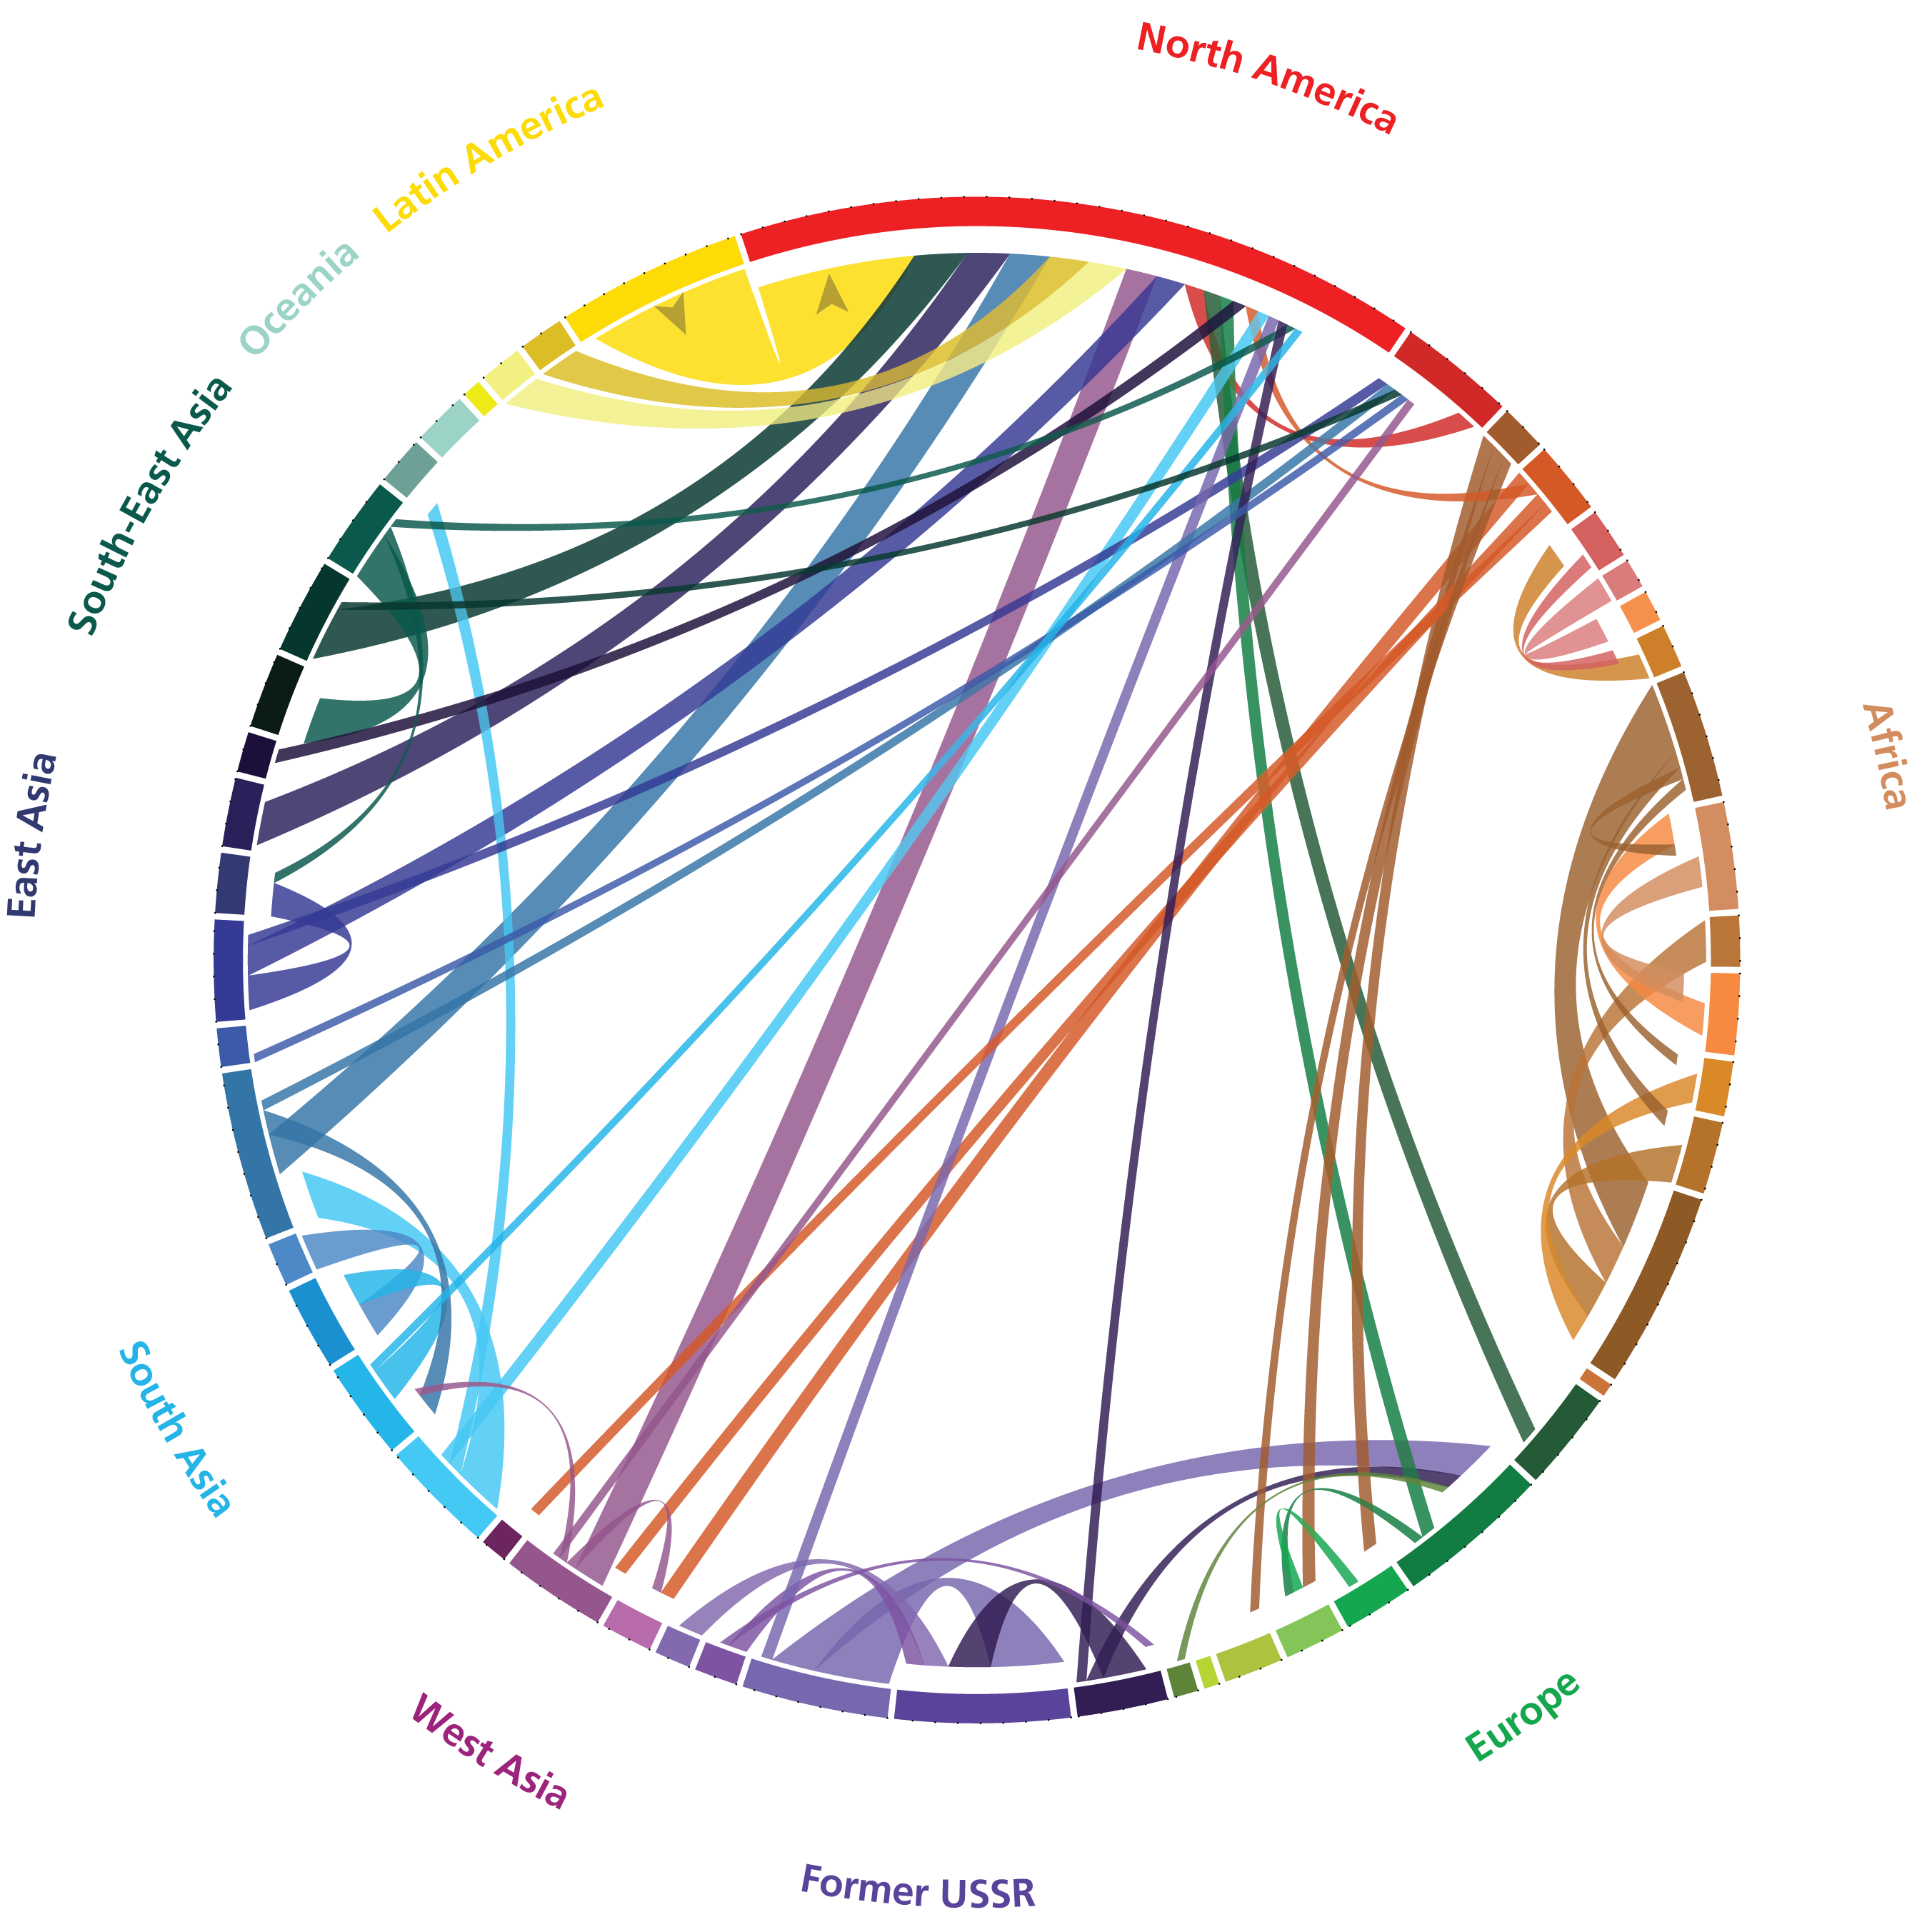 North America
Latin America
Oceania
South-East Asia
Africa
East Asia
South Asia
Europe
West Asia
Former USSR